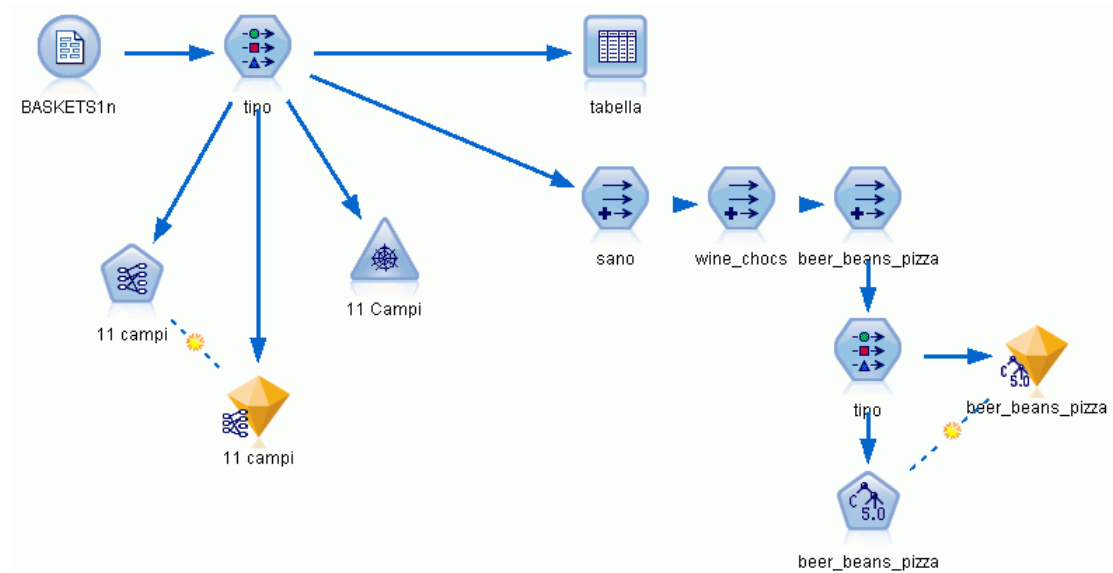 BASKETS1n
tipo
tabella
sano
wine_chocs
beer_beans_pizza
11 campi
11 Campi
11 campi
tipo
C 5.0
beer_beans_pizza
C 5.0
beer_beans_pizza